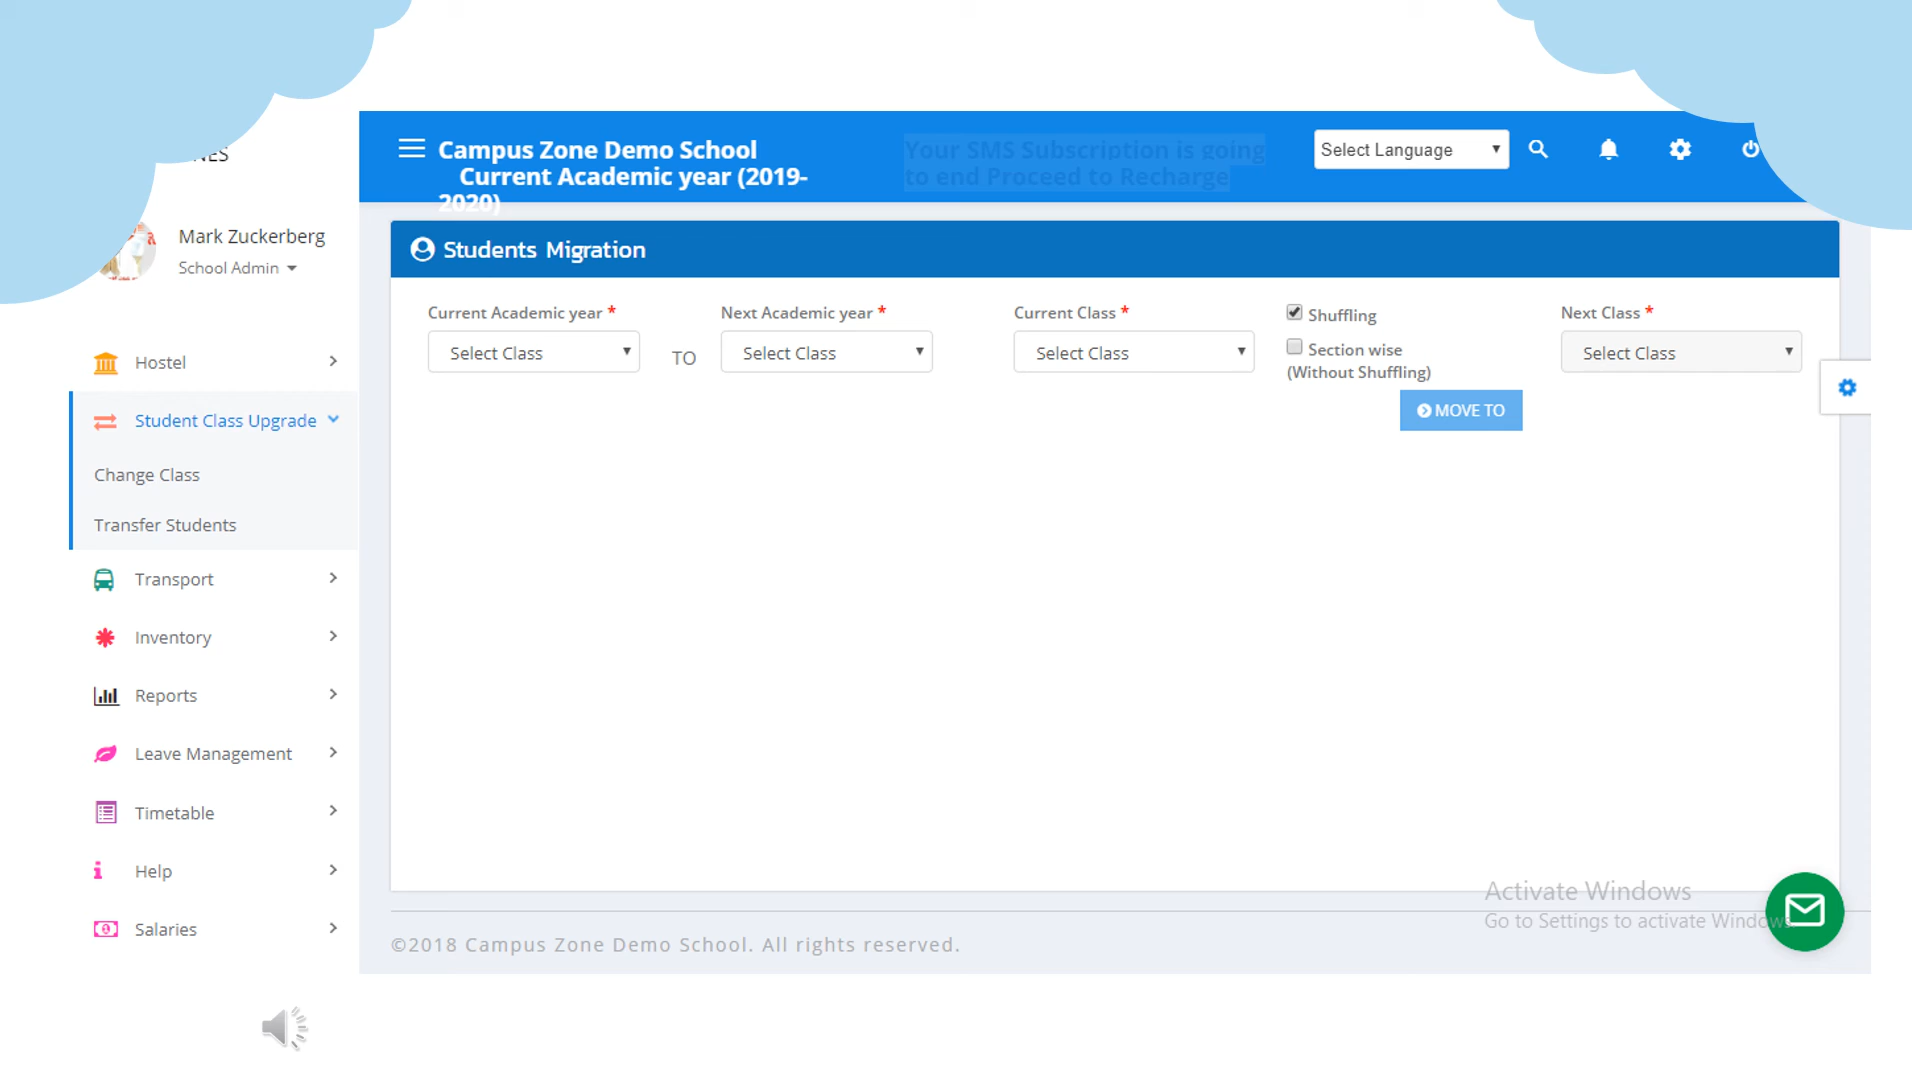 Campus Zone Demo School
Current Academic year (2019-
2020)
Your SMS Subscription is going
to end Proceed to Recharge
Select Language
Mark Zuckerberg
School Admin
Hostel
Student Class Upgrade
Change Class
Transfer Students
Transport
Inventory
Reports
Leave Management
Timetable
Help
Salaries
Students Migration
Current Academic year *
Next Academic year *
Current Class *
Shuffling
Next Class *
Select Class
TO
Select Class
Select Class
Section wise
(Without Shuffling)
Select Class
MOVE TO
Activate Windows
Go to Settings to activate Windows.
©2018 Campus Zone Demo School. All rights reserved.